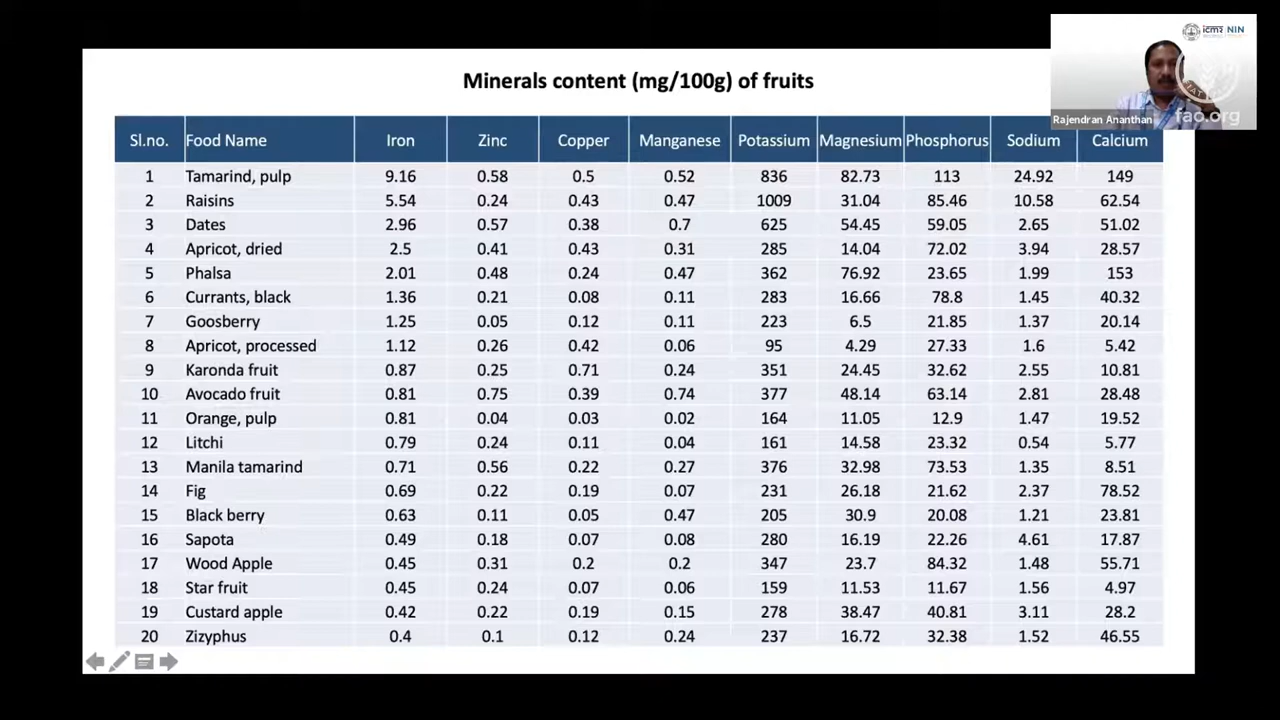 icmr NIN
Rajendran Ananthan
fao.org
Minerals content (mg/100g) of fruits
Sl.no. Food Name Iron Zinc Copper Manganese Potassium Magnesium Phosphorus Sodium Calcium
1 Tamarind, pulp 9.16 0.58 0.5 0.52 836 82.73 113 24.92 149
2 Raisins 5.54 0.24 0.43 0.47 1009 31.04 85.46 10.58 62.54
3 Dates 2.96 0.57 0.38 0.7 625 54.45 59.05 2.65 51.02
4 Apricot, dried 2.5 0.41 0.43 0.31 285 14.04 72.02 3.94 28.57
5 Phalsa 2.01 0.48 0.24 0.47 362 76.92 23.65 1.99 153
6 Currants, black 1.36 0.21 0.08 0.11 283 16.66 78.8 1.45 40.32
7 Goosberry 1.25 0.05 0.12 0.11 223 6.5 21.85 1.37 20.14
8 Apricot, processed 1.12 0.26 0.42 0.06 95 4.29 27.33 1.6 5.42
9 Karonda fruit 0.87 0.25 0.71 0.24 351 24.45 32.62 2.55 10.81
10 Avocado fruit 0.81 0.75 0.39 0.74 377 48.14 63.14 2.81 28.48
11 Orange, pulp 0.81 0.04 0.03 0.02 164 11.05 12.9 1.47 19.52
12 Litchi 0.79 0.24 0.11 0.04 161 14.58 23.32 0.54 5.77
13 Manila tamarind 0.71 0.56 0.22 0.27 376 32.98 73.53 1.35 8.51
14 Fig 0.69 0.22 0.19 0.07 231 26.18 21.62 2.37 78.52
15 Black berry 0.63 0.11 0.05 0.47 205 30.9 20.08 1.21 23.81
16 Sapota 0.49 0.18 0.07 0.08 280 16.19 22.26 4.61 17.87
17 Wood Apple 0.45 0.31 0.2 0.2 347 23.7 84.32 1.48 55.71
18 Star fruit 0.45 0.24 0.07 0.06 159 11.53 11.67 1.56 4.97
19 Custard apple 0.42 0.22 0.19 0.15 278 38.47 40.81 3.11 28.2
20 Zizyphus 0.4 0.1 0.12 0.24 237 16.72 32.38 1.52 46.55